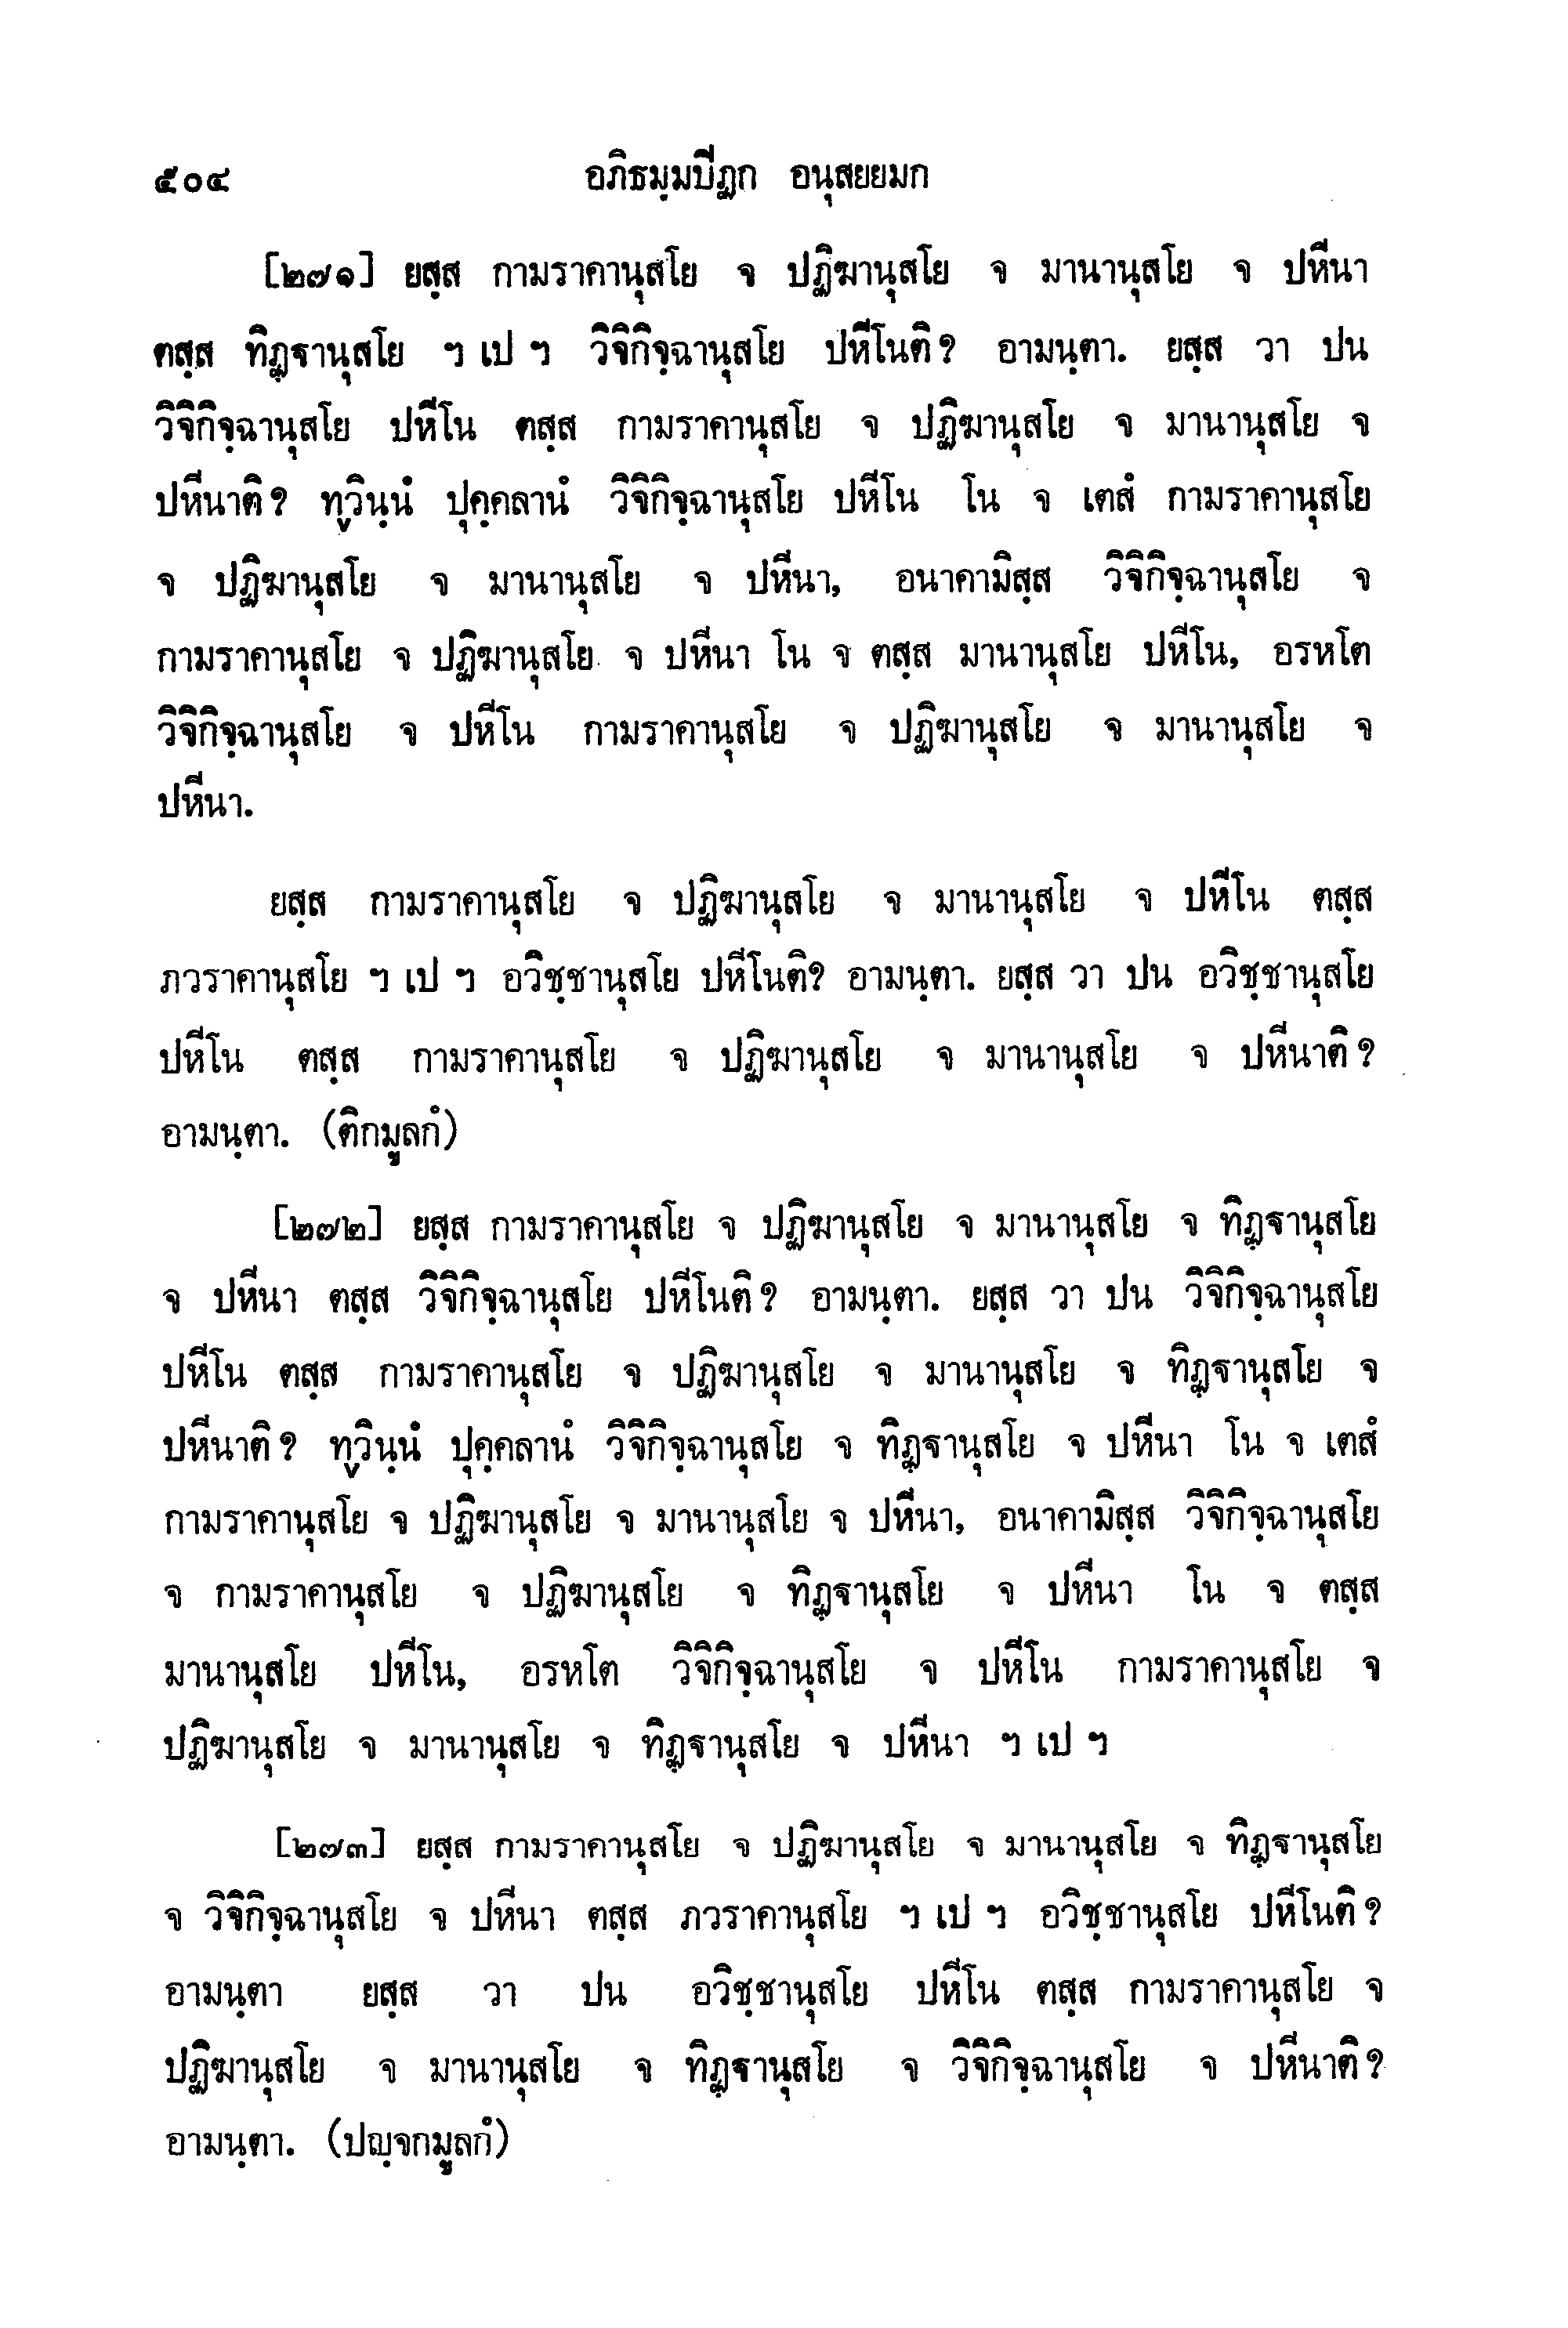 ๕๐๔ อภิธมฺมปีฏก อนุสยยมก
[๒๗๑] ยสฺส กามราคานุสโย จ ปฏิฆานุสโย จ มานานุสโย จ ปหีนา
ตสฺส ทิฏฺฐานุสโย ฯ เป ฯ วิจิกิจฺฉานุสโย ปหีโนติ? อามนฺตา. ยสฺส วา ปน
วิจิกิจฺฉานุสโย ปหีโน ตสฺส กามราคานุสโย จ ปฏิฆานุสโย จ มานานุสโย จ
ปหีนาติ? ทฺวินฺนํ ปุคฺคลานํ วิจิกิจฺฉานุสโย ปหีโน โน จ เตสํ กามราคานุสโย
จ ปฏิฆานุสโย จ มานานุสโย จ ปหีนา, อนาคามิสฺส วิจิกิจฺฉานุสโย จ
กามราคานุสโย จ ปฏิฆานุสโย จ ปหีนา โน จ ตสฺส มานานุสโย ปหีโน, อรหโต
วิจิกิจฺฉานุสโย จ ปหีโน กามราคานุสโย จ ปฏิฆานุสโย จ มานานุสโย จ
ปหีนา.
ยสฺส กามราคานุสโย จ ปฏิฆานุสโย จ มานานุสโย จ ปหีโน ตสฺส
ภวราคานุสโย ฯ เป ฯ อวิชฺชานุสโย ปหีโนติ? อามนฺตา. ยสฺส วา ปน อวิชฺชานุสโย
ปหีโน ตสฺส กามราคานุสโย จ ปฏิฆานุสโย จ มานานุสโย จ ปหีนาติ?
อามนฺตา. (ติกมูลกํ)
[๒๗๒] ยสฺส กามราคานุสโย จ ปฏิฆานุสโย จ มานานุสโย จ ทิฏฺฐานุสโย
จ ปหีนา ตสฺส วิจิกิจฺฉานุสโย ปหีโนติ? อามนฺตา. ยสฺส วา ปน วิจิกิจฺฉานุสโย
ปหีโน ตสฺส กามราคานุสโย จ ปฏิฆานุสโย จ มานานุสโย จ ทิฏฺฐานุสโย จ
ปหีนาติ? ทฺวินฺนํ ปุคฺคลานํ วิจิกิจฺฉานุสโย จ ทิฏฺฐานุสโย จ ปหีนา โน จ เตสํ
กามราคานุสโย จ ปฏิฆานุสโย จ มานานุสโย จ ปหีนา, อนาคามิสฺส วิจิกิจฺฉานุสโย
จ กามราคานุสโย จ ปฏิฆานุสโย จ ทิฏฺฐานุสโย จ ปหีนา โน จ ตสฺส
มานานุสโย ปหีโน, อรหโต วิจิกิจฺฉานุสโย จ ปหีโน กามราคานุสโย จ
ปฏิฆานุสโย จ มานานุสโย จ ทิฏฺฐานุสโย จ ปหีนา ฯ เป ฯ
[๒๗๓] ยสฺส กามราคานุสโย จ ปฏิฆานุสโย จ มานานุสโย จ ทิฏฺฐานุสโย
จ วิจิกิจฺฉานุสโย จ ปหีนา ตสฺส ภวราคานุสโย ฯ เป ฯ อวิชฺชานุสโย ปหีโนติ?
อามนฺตา ยสฺส วา ปน อวิชฺชานุสโย ปหีโน ตสฺส กามราคานุสโย จ
ปฏิฆานุสโย จ มานานุสโย จ ทิฏฺฐานุสโย จ วิจิกิจฺฉานุสโย จ ปหีนาติ?
อามนฺตา. (ปญฺจกมูลกํ)